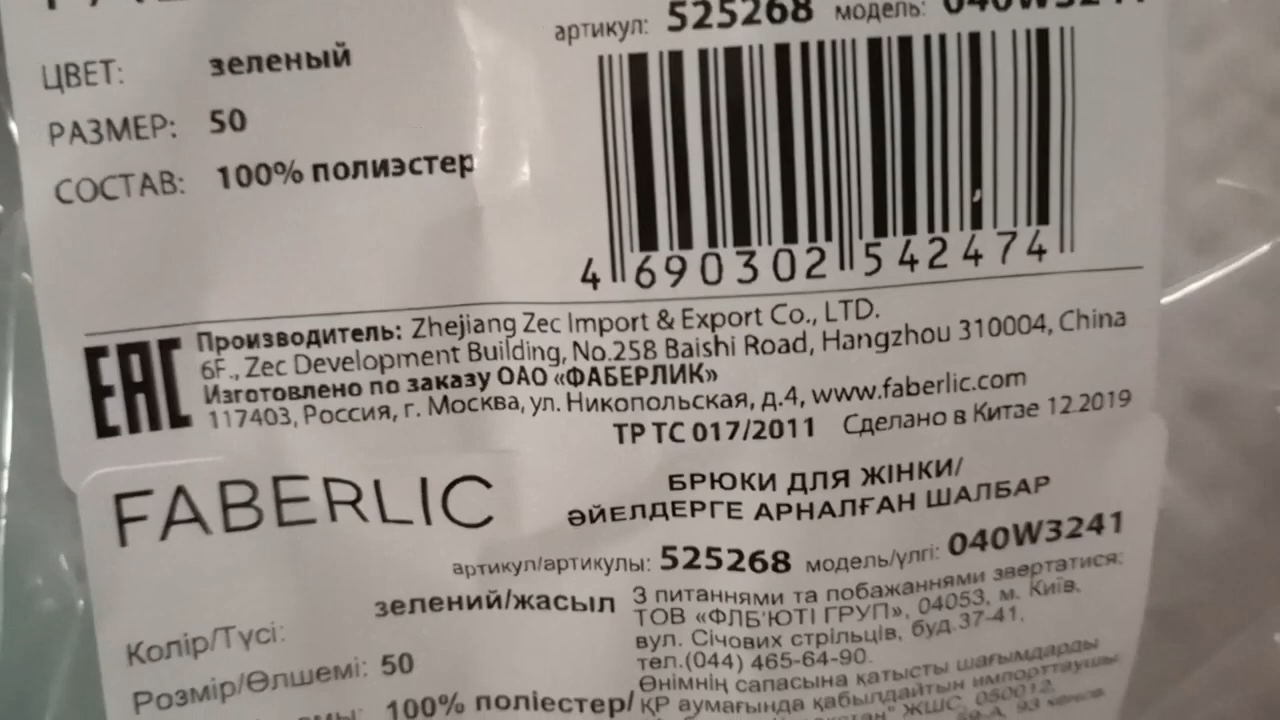 артикул: 525268 модель: 040W3241
ЦВЕТ: зеленый
РАЗМЕР: 50
СОСТАВ: 100% полиэстер
4 690302 542474
EAC
Производитель: Zhejiang Zec Import & Export Co., LTD.
6F., Zec Development Building, No.258 Baishi Road, Hangzhou 310004, China
Изготовлено по заказу ОАО «ФАБЕРЛИК»
117403, Россия, г. Москва, ул. Никопольская, д.4, www.faberlic.com
ТР ТС 017/2011 Сделано в Китае 12.2019
FABERLIC
БРЮКИ ДЛЯ ЖІНКИ/
ӘЙЕЛДЕРГЕ АРНАЛҒАН ШАЛБАР
артикул/артикулы: 525268 модель/үлгі: 040W3241
Колір/Түсі: зелений/жасыл
Розмір/Өлшемі: 50
100% поліестер/
З питаннями та побажаннями звертатися:
ТОВ «ФЛБ'ЮТІ ГРУП», 04053, м. Київ,
вул. Січових стрільців, буд.37-41,
тел.(044) 465-64-90.
Өнімнің сапасына қатысты шағымдарды
ҚР аумағында қабылдайтын импорттаушы:
ЖШС, 050012,